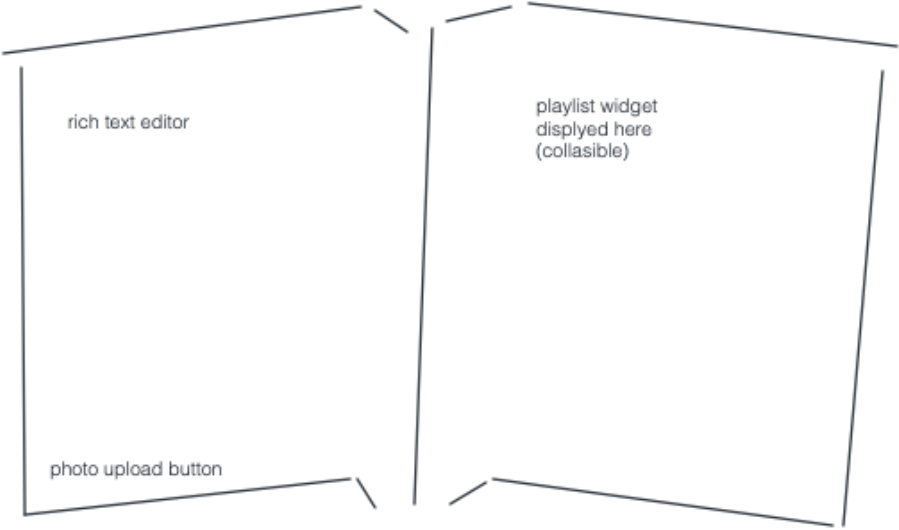 rich text editor
playlist widget
displyed here
(collasible)
photo upload button